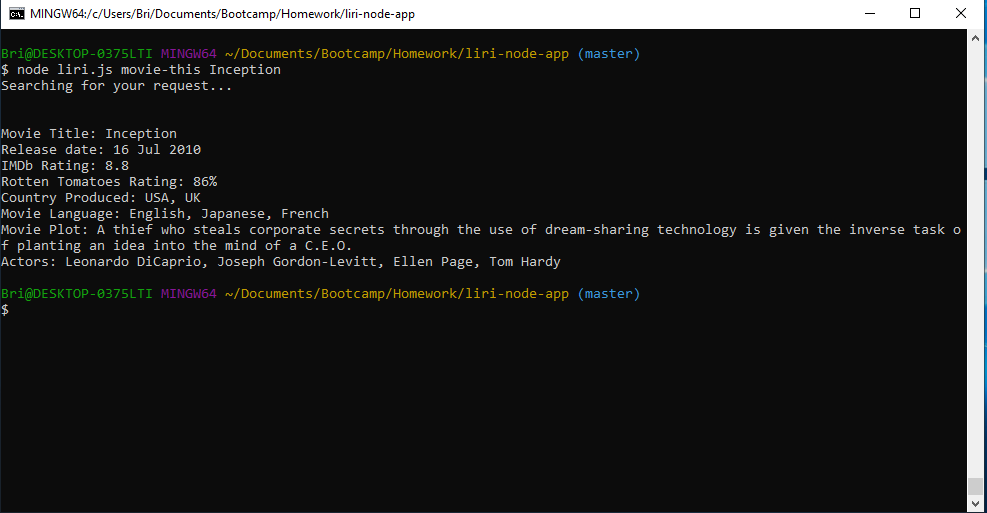 MINGW64:/c/Users/Bri/Documents/Bootcamp/Homework/liri-node-app
Bri@DESKTOP-0375LTI MINGW64 ~/Documents/Bootcamp/Homework/liri-node-app (master)
$ node liri.js movie-this Inception
Searching for your request...
Movie Title: Inception
Release date: 16 Jul 2010
IMDb Rating: 8.8
Rotten Tomatoes Rating: 86%
Country Produced: USA, UK
Movie Language: English, Japanese, French
Movie Plot: A thief who steals corporate secrets through the use of dream-sharing technology is given the inverse task o
f planting an idea into the mind of a C.E.O.
Actors: Leonardo DiCaprio, Joseph Gordon-Levitt, Ellen Page, Tom Hardy
Bri@DESKTOP-0375LTI MINGW64 ~/Documents/Bootcamp/Homework/liri-node-app (master)
$